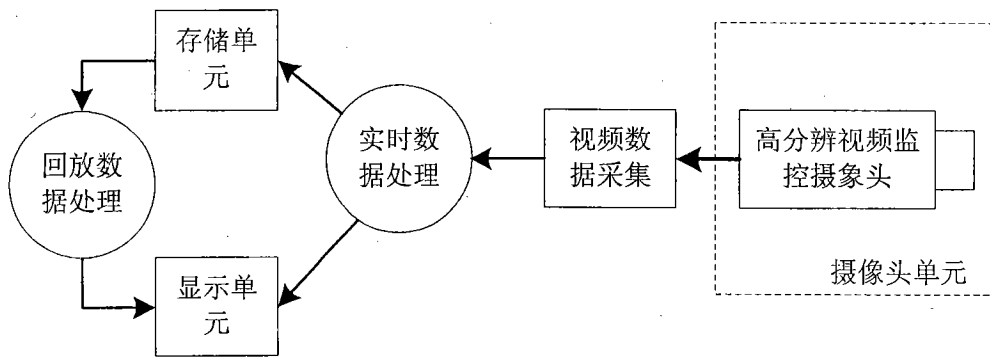 存储单
元
回放数
据处理
显示单
元
实时数
据处理
视频数
据采集
高分辨视频监
控摄象头
摄像头单元